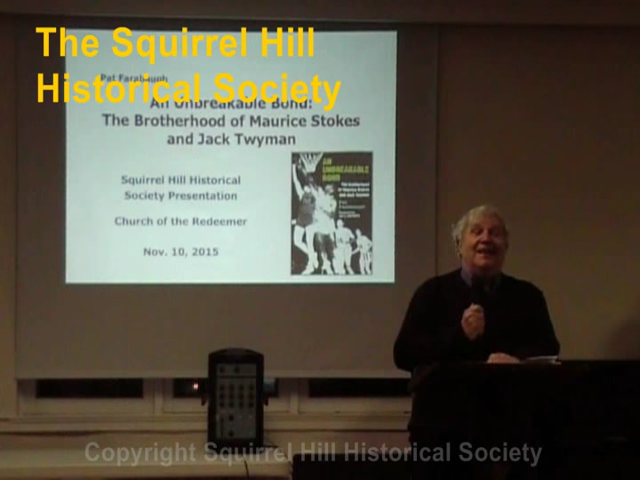 The Squirrel Hill
Historical Society
Pat Farabaugh
An Unbreakable Bond:
The Brotherhood of Maurice Stokes
and Jack Twyman
Squirrel Hill Historical
Society Presentation
Church of the Redeemer
Nov. 10, 2015
AN
UNBREAKABLE
BOND
Copyright Squirrel Hill Historical Society